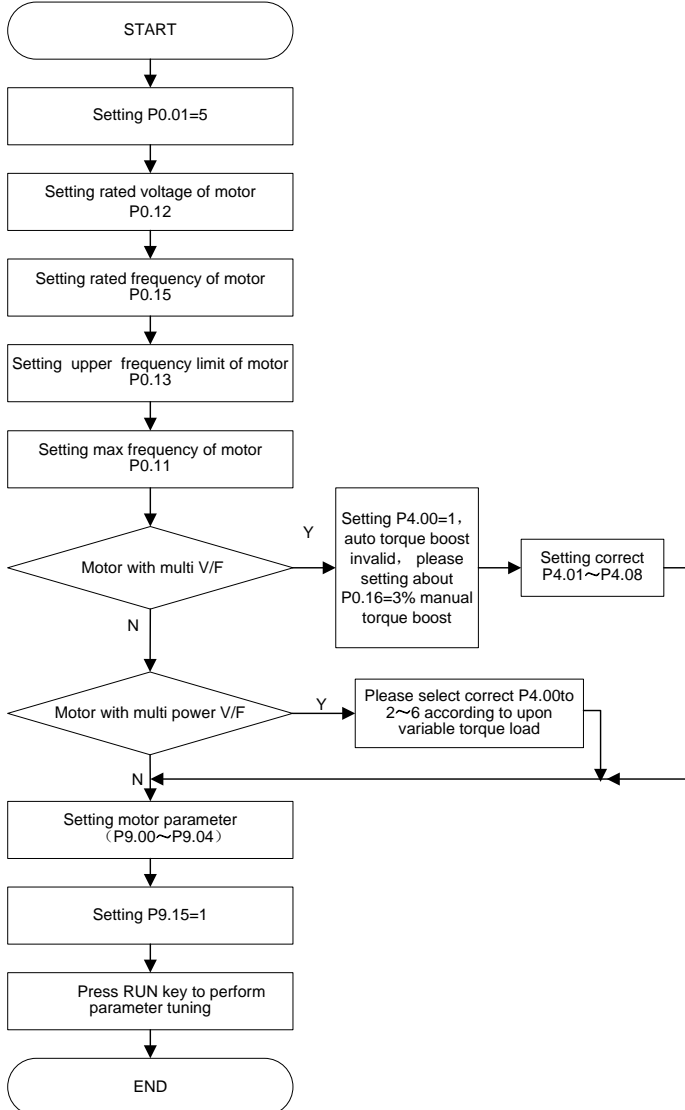 START
Setting P0.01=5
Setting rated voltage of motor
P0.12
Setting rated frequency of motor
P0.15
Setting upper frequency limit of motor
P0.13
Setting max frequency of motor
P0.11
Motor with multi V/F
Y
Setting P4.00=1,
auto torque boost
invalid, please
setting about
P0.16=3% manual
torque boost
Setting correct
P4.01～P4.08
N
Motor with multi power V/F
Y
Please select correct P4.00to
2～6 according to upon
variable torque load
N
Setting motor parameter
（P9.00～P9.04）
Setting P9.15=1
Press RUN key to perform
parameter tuning
END